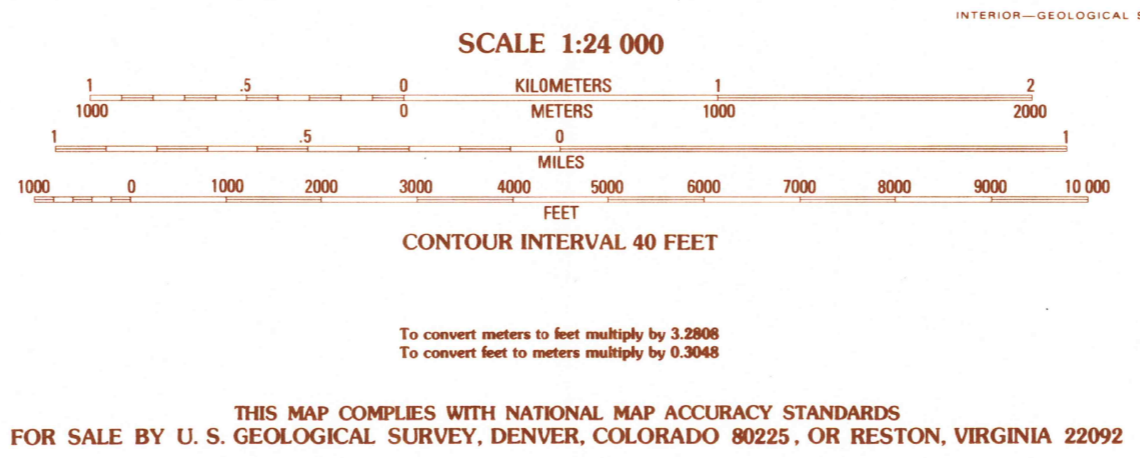 INTERIOR—GEOLOGICAL
SCALE 1:24 000
1 .5 0 KILOMETERS 1 2
1000 0 METERS 1000 2000
1 .5 0 1
MILES
1000 0 1000 2000 3000 4000 5000 6000 7000 8000 9000 10 000
FEET
CONTOUR INTERVAL 40 FEET
To convert meters to feet multiply by 3.2808
To convert feet to meters multiply by 0.3048
THIS MAP COMPLIES WITH NATIONAL MAP ACCURACY STANDARDS
FOR SALE BY U. S. GEOLOGICAL SURVEY, DENVER, COLORADO 80225, OR RESTON, VIRGINIA 22092